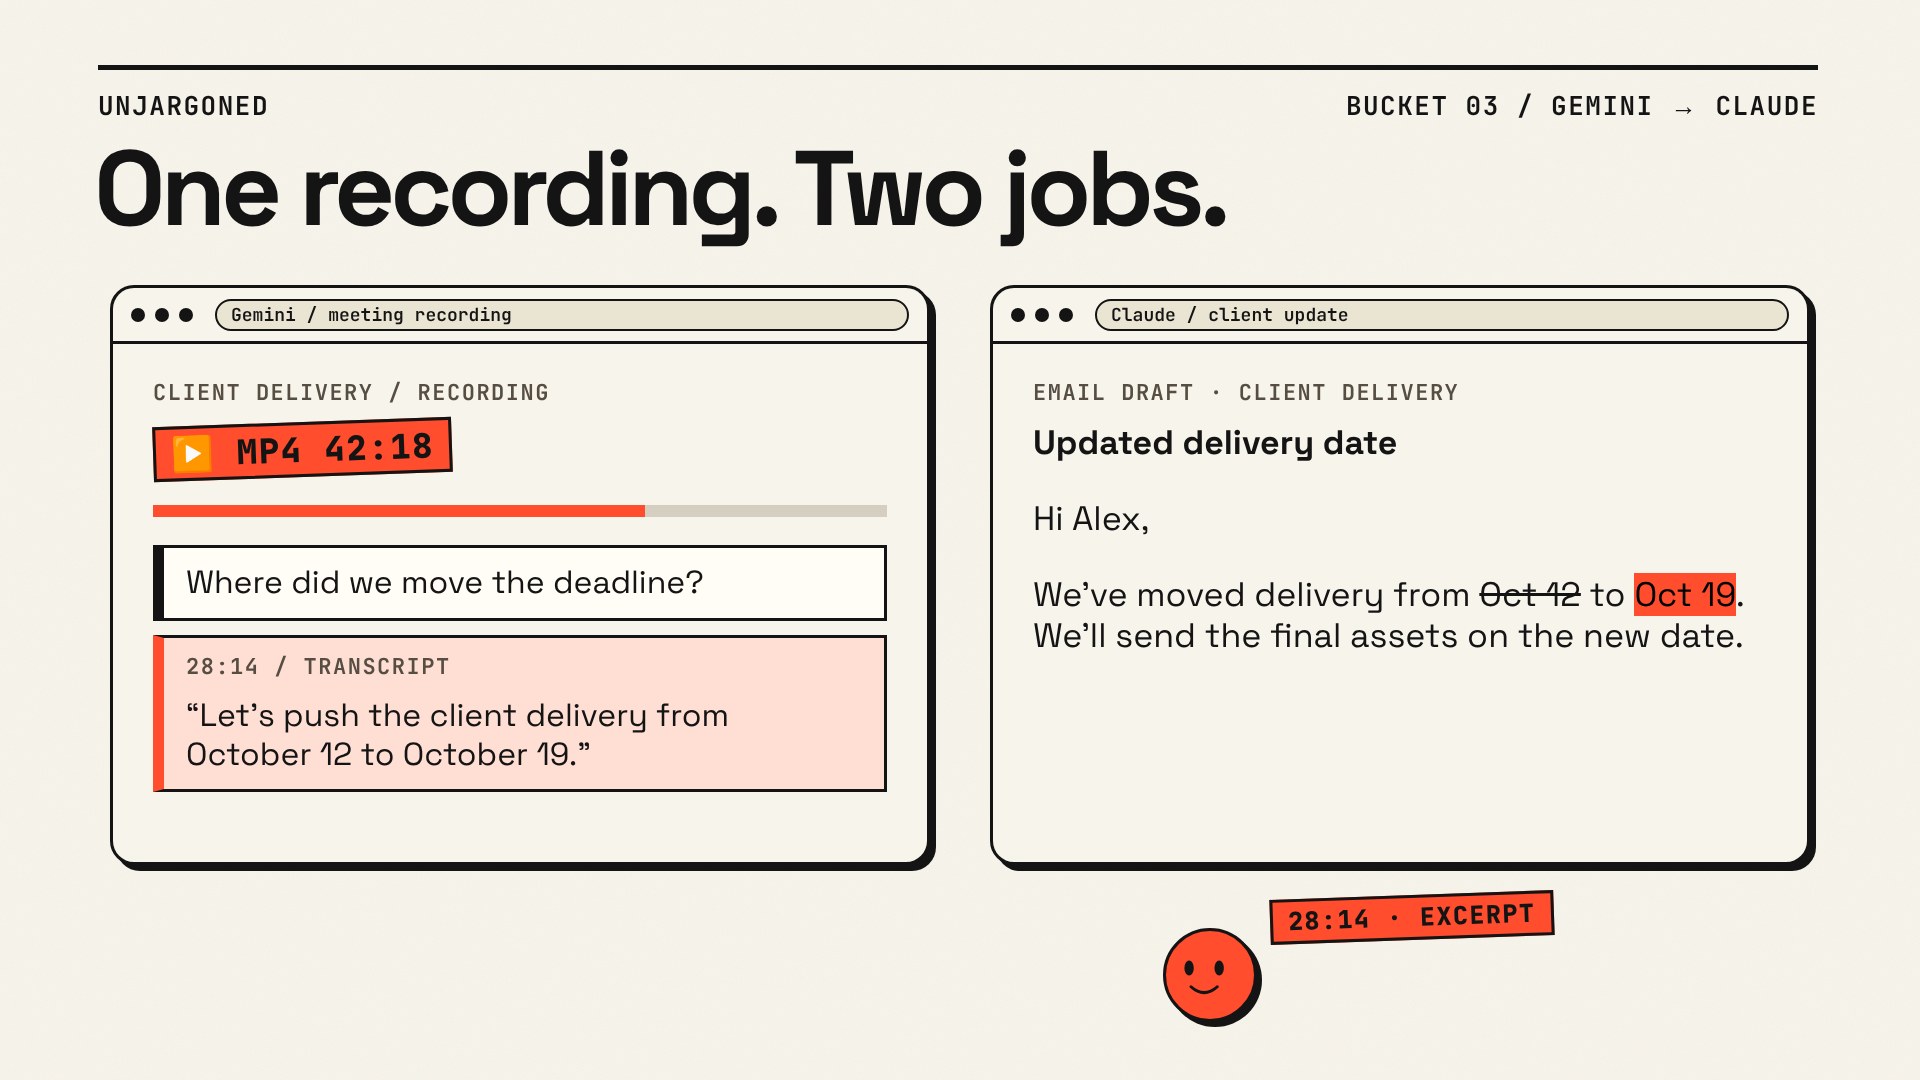 UNJARGONED
BUCKET 03 / GEMINI → CLAUDE
One recording. Two jobs.
Gemini / meeting recording
CLIENT DELIVERY / RECORDING
▶️ MP4 42:18
Where did we move the deadline?
28:14 / TRANSCRIPT
“Let’s push the client delivery from
October 12 to October 19.”
Claude / client update
EMAIL DRAFT · CLIENT DELIVERY
Updated delivery date
Hi Alex,
We’ve moved delivery from Oct 12 to Oct 19.
We’ll send the final assets on the new date.
28:14 · EXCERPT